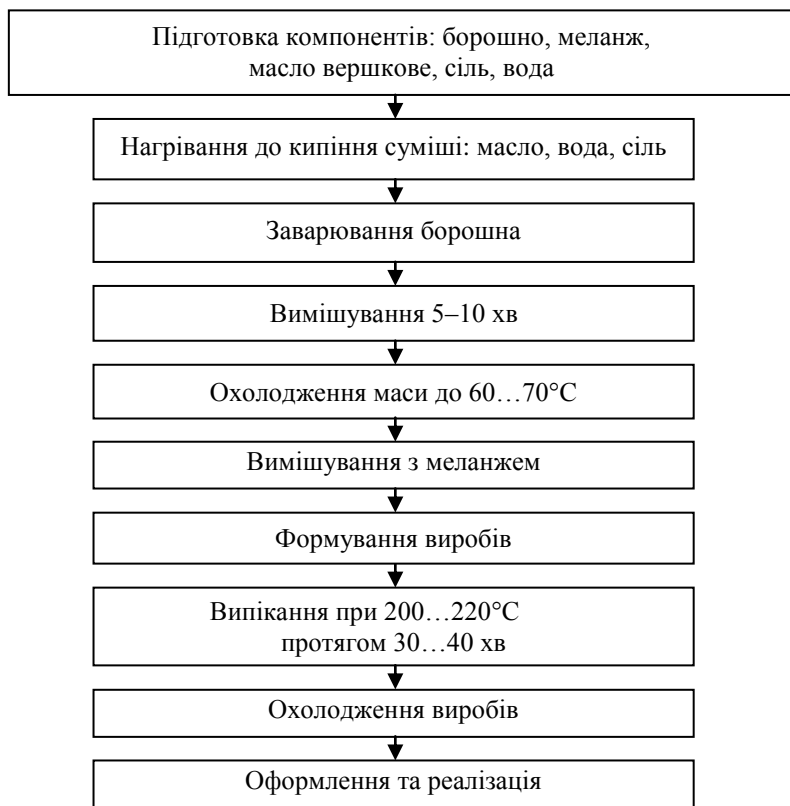 Підготовка компонентів: борошно, меланж,
масло вершкове, сіль, вода
Нагрівання до кипіння суміші: масло, вода, сіль
Заварювання борошна
Вимішування 5–10 хв
Охолодження маси до 60…70°С
Вимішування з меланжем
Формування виробів
Випікання при 200…220°С
протягом 30…40 хв
Охолодження виробів
Оформлення та реалізація